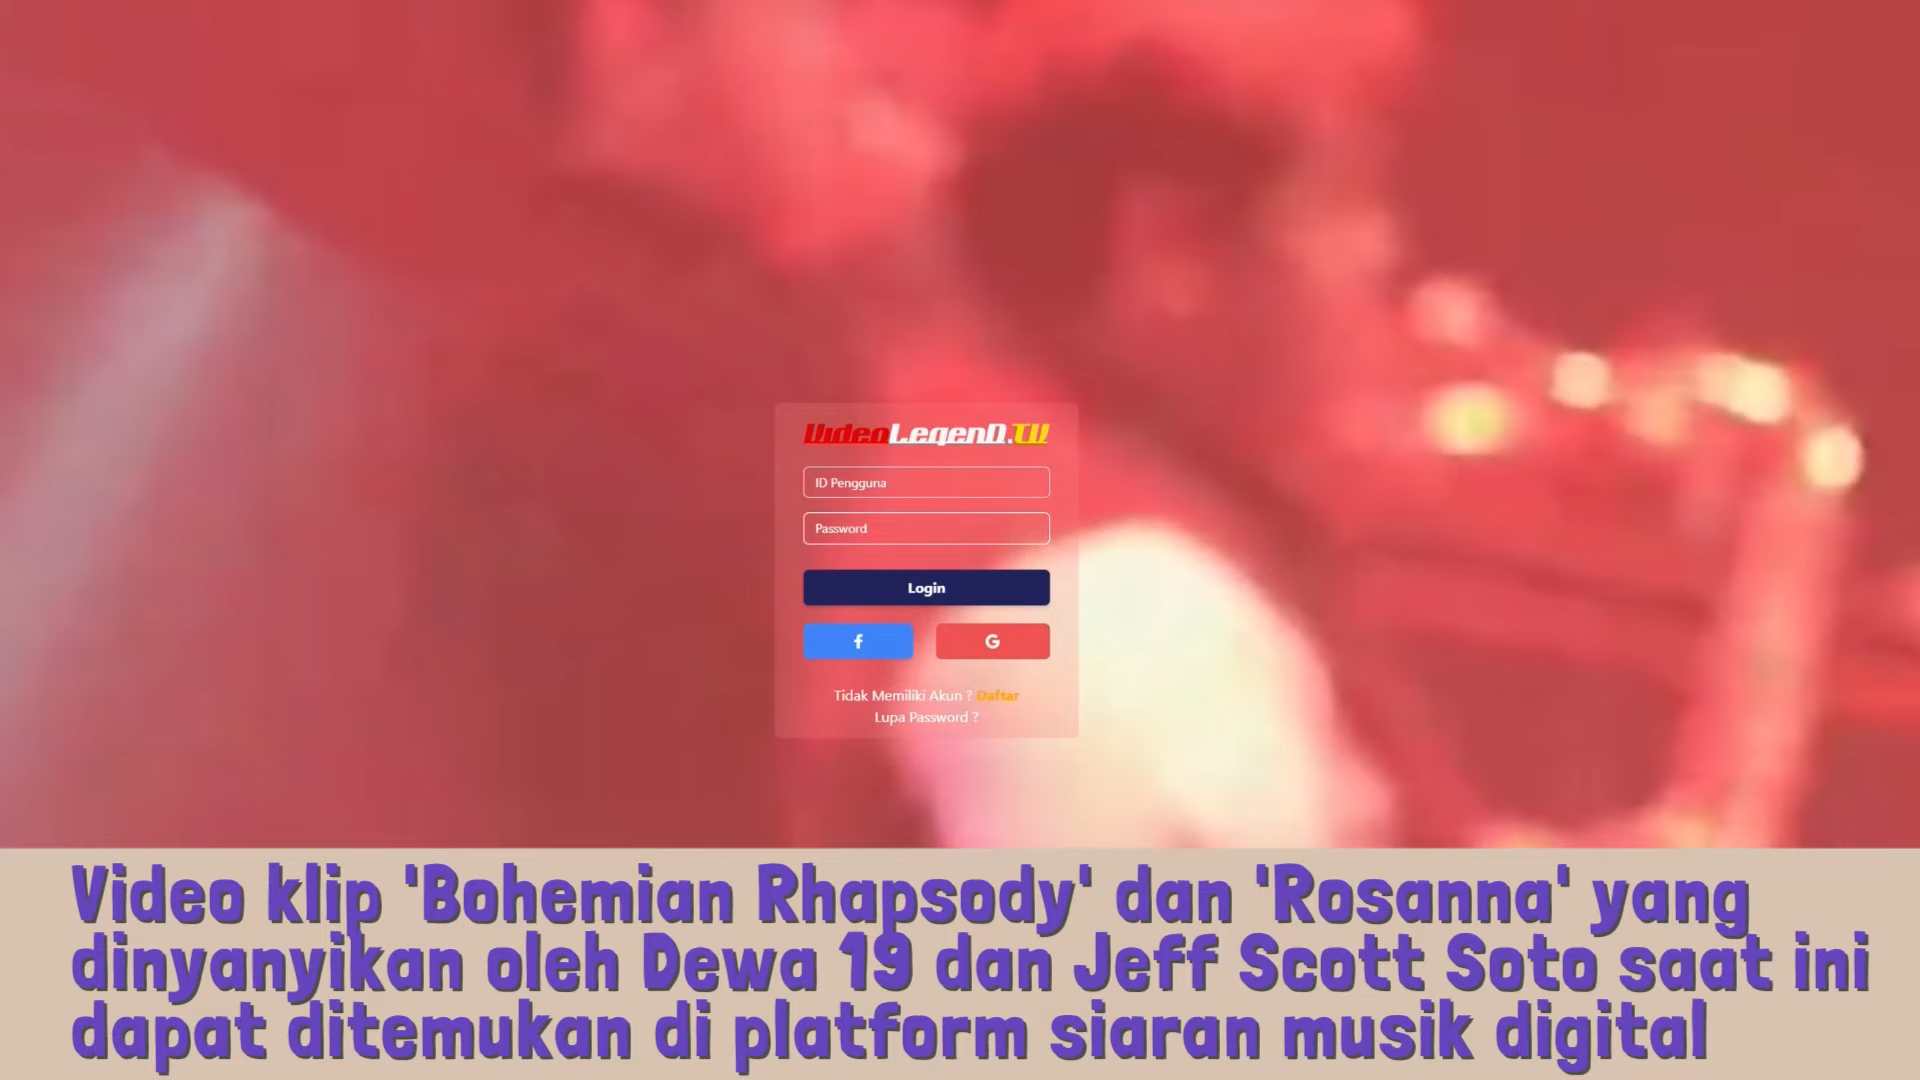 VideoLegenD.TV
ID Pengguna
Password
Login
f
G
Tidak Memiliki Akun ? Daftar
Lupa Password ?
Video klip 'Bohemian Rhapsody' dan 'Rosanna' yang
dinyanyikan oleh Dewa 19 dan Jeff Scott Soto saat ini
dapat ditemukan di platform siaran musik digital